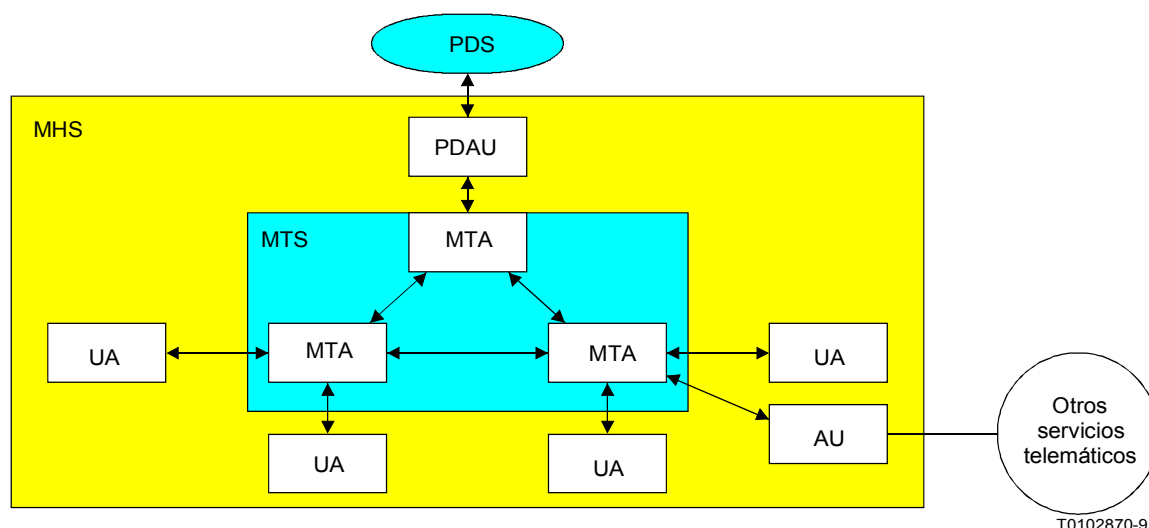 PDS
MHS
PDAU
MTS
MTA
UA
MTA
MTA
UA
UA
UA
AU
Otros
servicios
telemáticos
T0102870-9